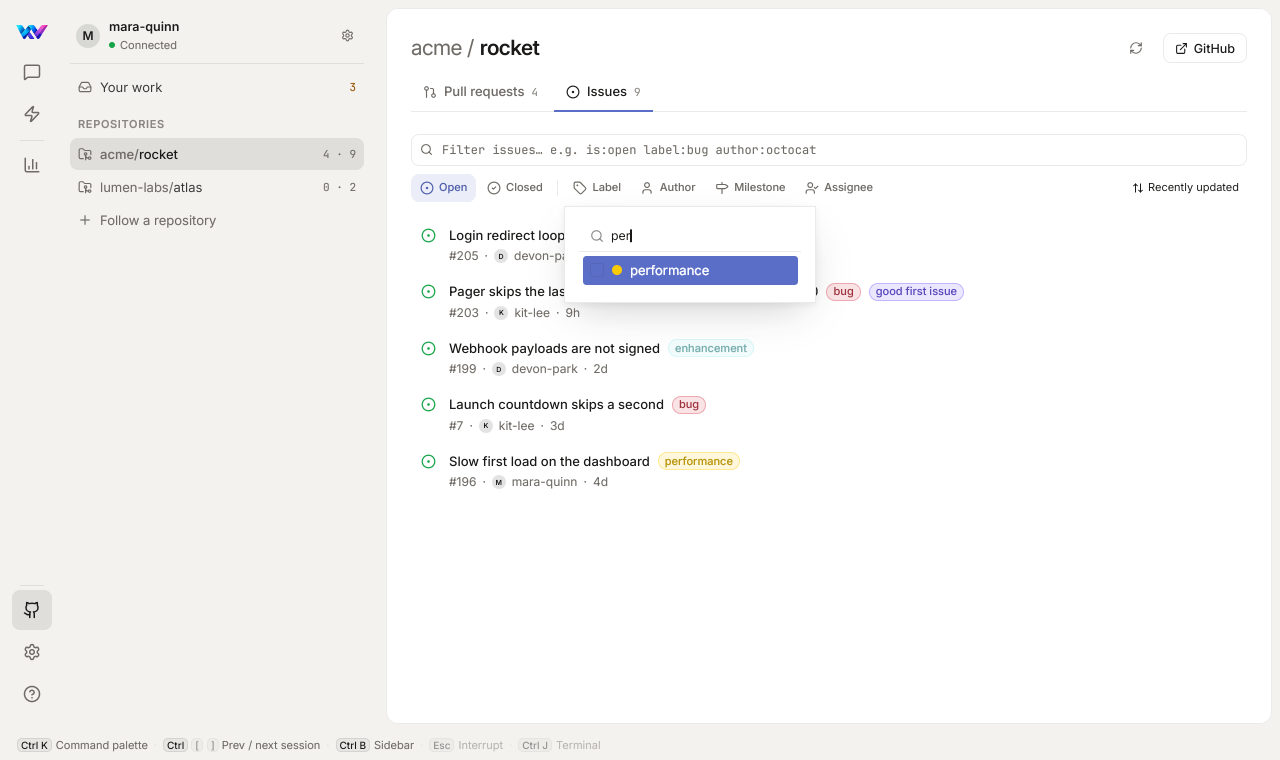 M
mara-quinn
Connected
Your work 3
REPOSITORIES
acme/rocket 4 · 9
lumen-labs/atlas 0 · 2
Follow a repository
acme / rocket
GitHub
Pull requests 4
Issues 9
Filter issues… e.g. is:open label:bug author:octocat
Open
Closed
Label
Author
Milestone
Assignee
Recently updated
per
performance
Login redirect loop
#205 · D devon-pa
Pager skips the las
bug
good first issue
#203 · K kit-lee · 9h
Webhook payloads are not signed enhancement
#199 · D devon-park · 2d
Launch countdown skips a second bug
#7 · K kit-lee · 3d
Slow first load on the dashboard performance
#196 · M mara-quinn · 4d
Ctrl K Command palette · Ctrl [ ] Prev / next session · Ctrl B Sidebar · Esc Interrupt · Ctrl J Terminal